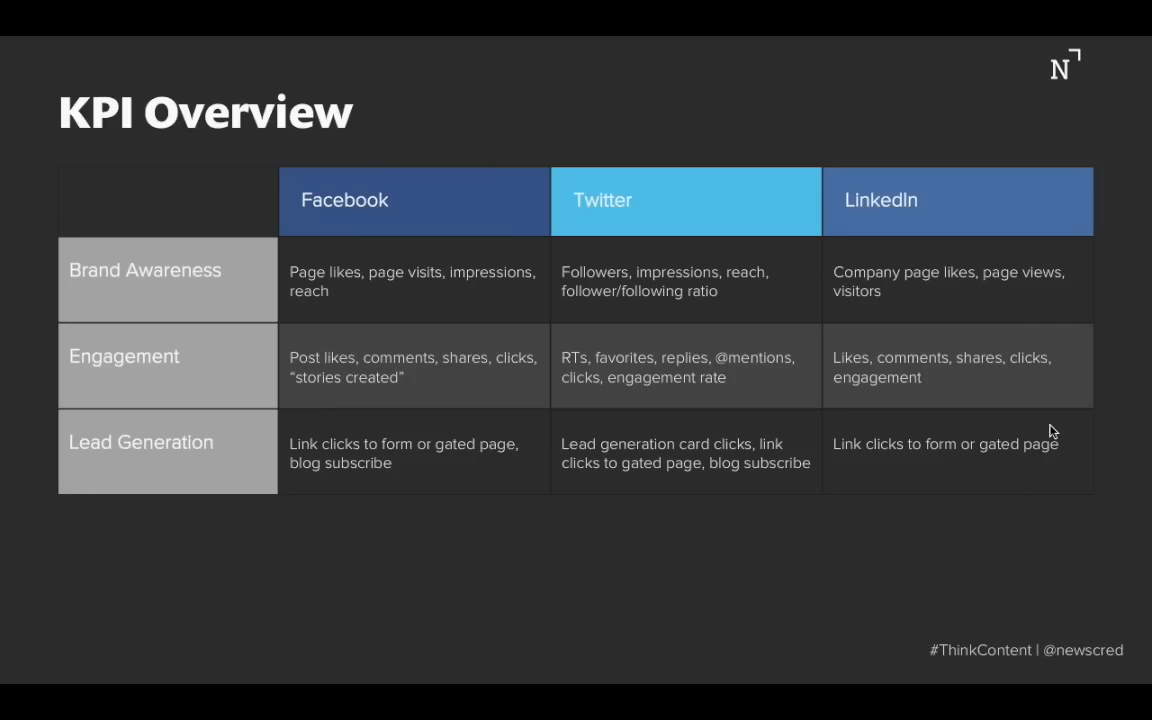 N
KPI Overview
Facebook
Twitter
LinkedIn
Brand Awareness
Page likes, page visits, impressions,
reach
Followers, impressions, reach,
follower/following ratio
Company page likes, page views,
visitors
Engagement
Post likes, comments, shares, clicks,
“stories created”
RTs, favorites, replies, @mentions,
clicks, engagement rate
Likes, comments, shares, clicks,
engagement
Lead Generation
Link clicks to form or gated page,
blog subscribe
Lead generation card clicks, link
clicks to gated page, blog subscribe
Link clicks to form or gated page
#ThinkContent | @newscred